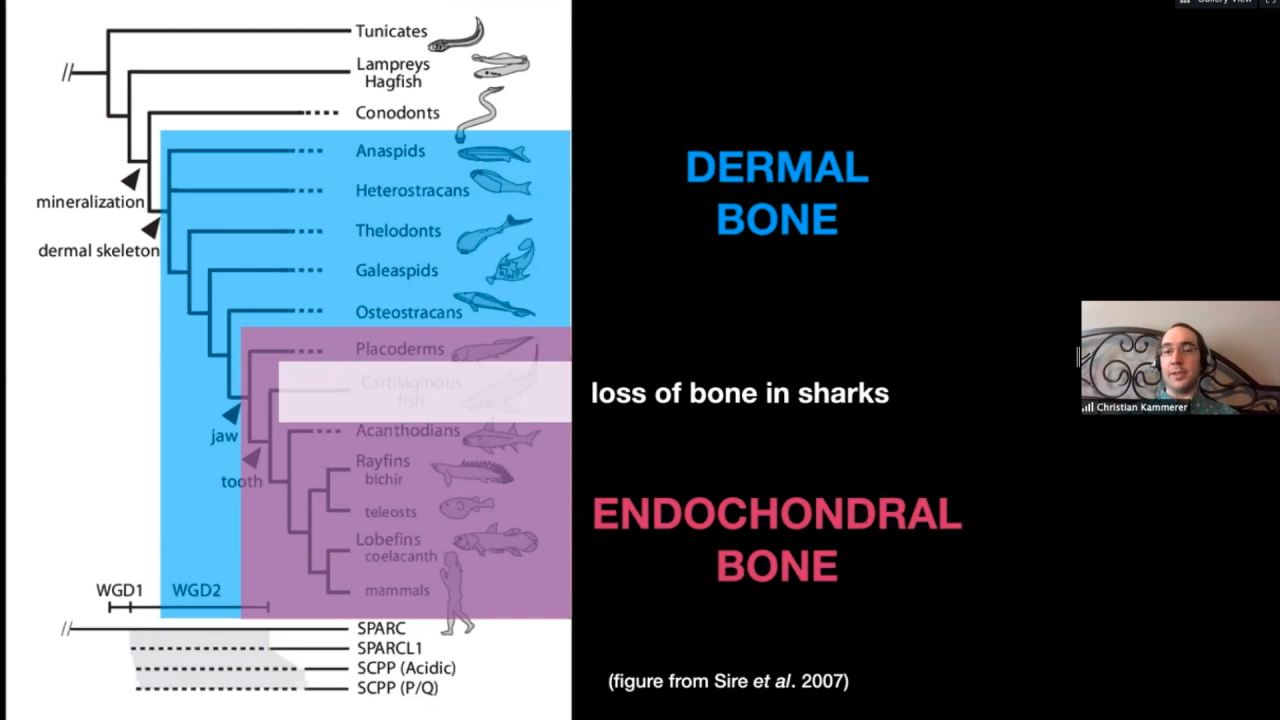 Gallery View
Tunicates
Lampreys
Hagfish
Conodonts
Anaspids
Heterostracans
Thelodonts
Galeaspids
Osteostracans
Placoderms
Cartilaginous
fish
Acanthodians
Rayfins
bichir
teleosts
Lobefins
coelacanth
mammals
mineralization
dermal skeleton
jaw
tooth
WGD1
WGD2
SPARC
SPARCL1
SCPP (Acidic)
SCPP (P/Q)
DERMAL
BONE
loss of bone in sharks
ENDOCHONDRAL
BONE
(figure from Sire et al. 2007)
Christian Kammerer